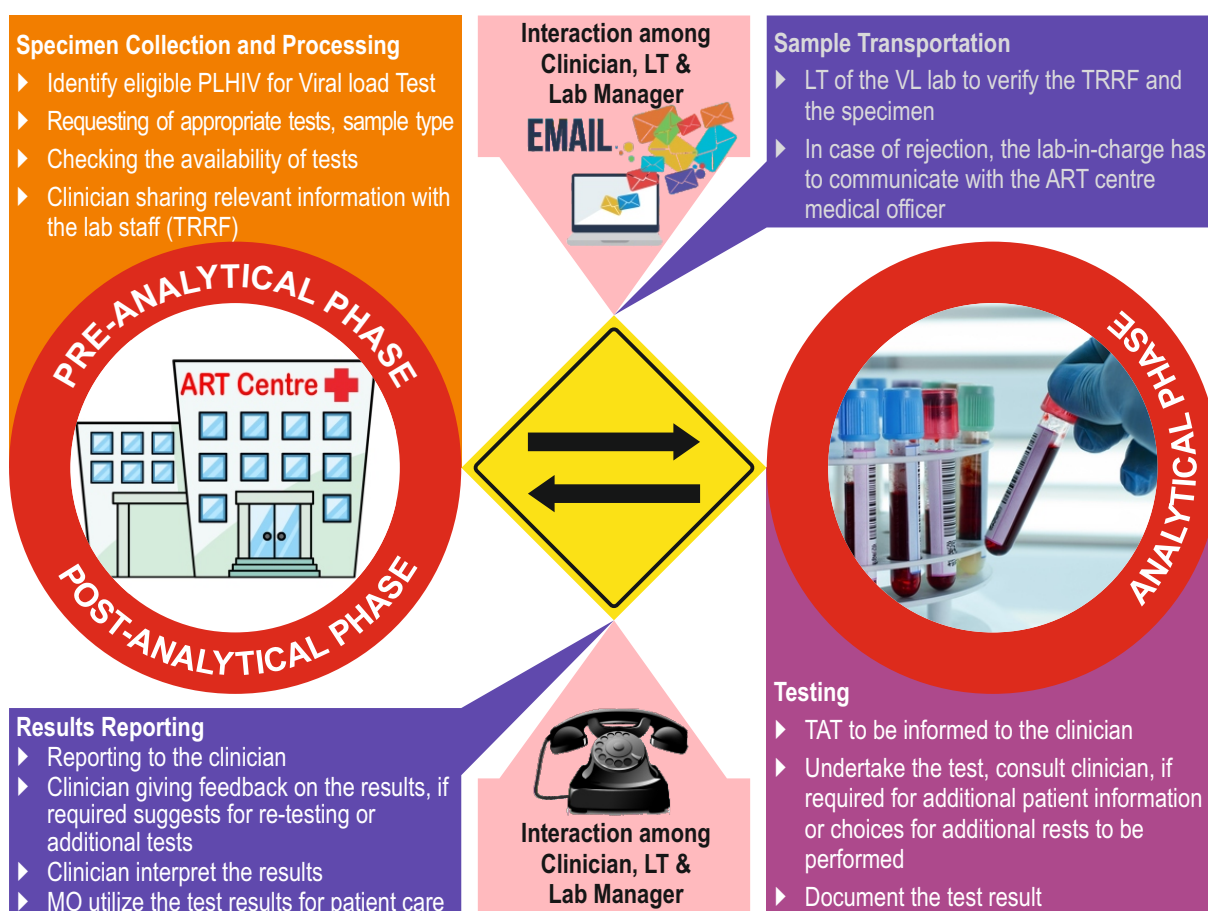 Specimen Collection and Processing
Identify eligible PLHIV for Viral load Test
Requesting of appropriate tests, sample type
Checking the availability of tests
Clinician sharing relevant information with
the lab staff (TRRF)
Interaction among
Clinician, LT &
Lab Manager
EMAIL
Sample Transportation
LT of the VL lab to verify the TRRF and
the specimen
In case of rejection, the lab-in-charge has
to communicate with the ART centre
medical officer
PRE-ANALYTICAL PHASE
ART Centre
POST-ANALYTICAL PHASE
ANALYTICAL PHASE
Results Reporting
Reporting to the clinician
Clinician giving feedback on the results, if
required suggests for re-testing or
additional tests
Clinician interpret the results
MO utilize the test results for patient care
Interaction among
Clinician, LT &
Lab Manager
Testing
TAT to be informed to the clinician
Undertake the test, consult clinician, if
required for additional patient information
or choices for additional rests to be
performed
Document the test result